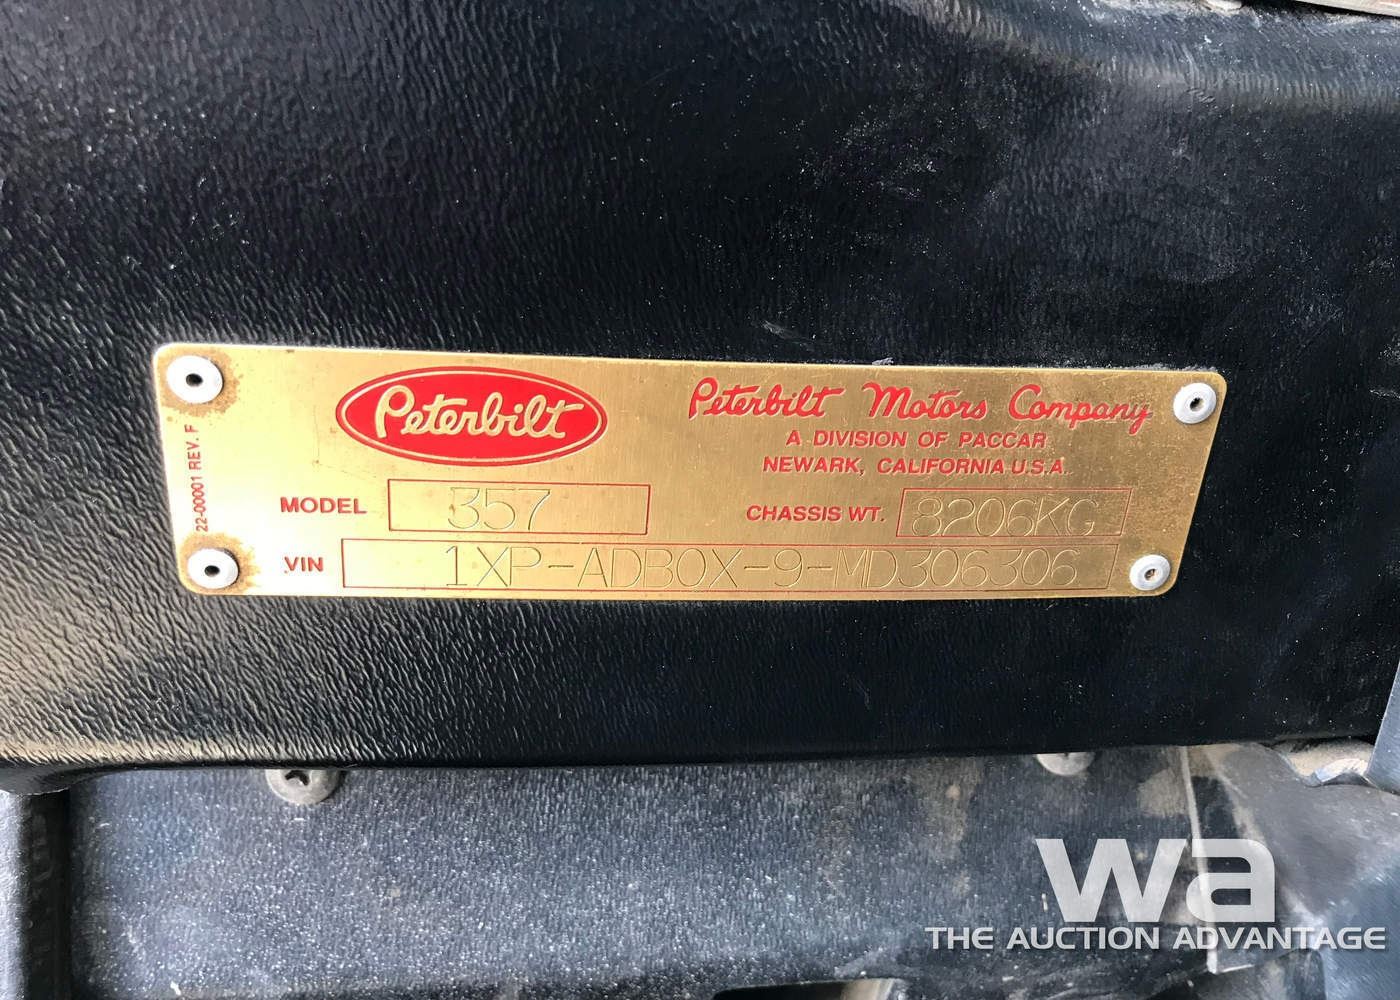 Peterbilt
Peterbilt Motors Company
A DIVISION OF PACCAR
NEWARK, CALIFORNIA U.S.A.
22-00001 REV. F
MODEL 357
CHASSIS WT. 8206KG
VIN 1XP-ADB0X-9-MD306306
wa
THE AUCTION ADVANTAGE